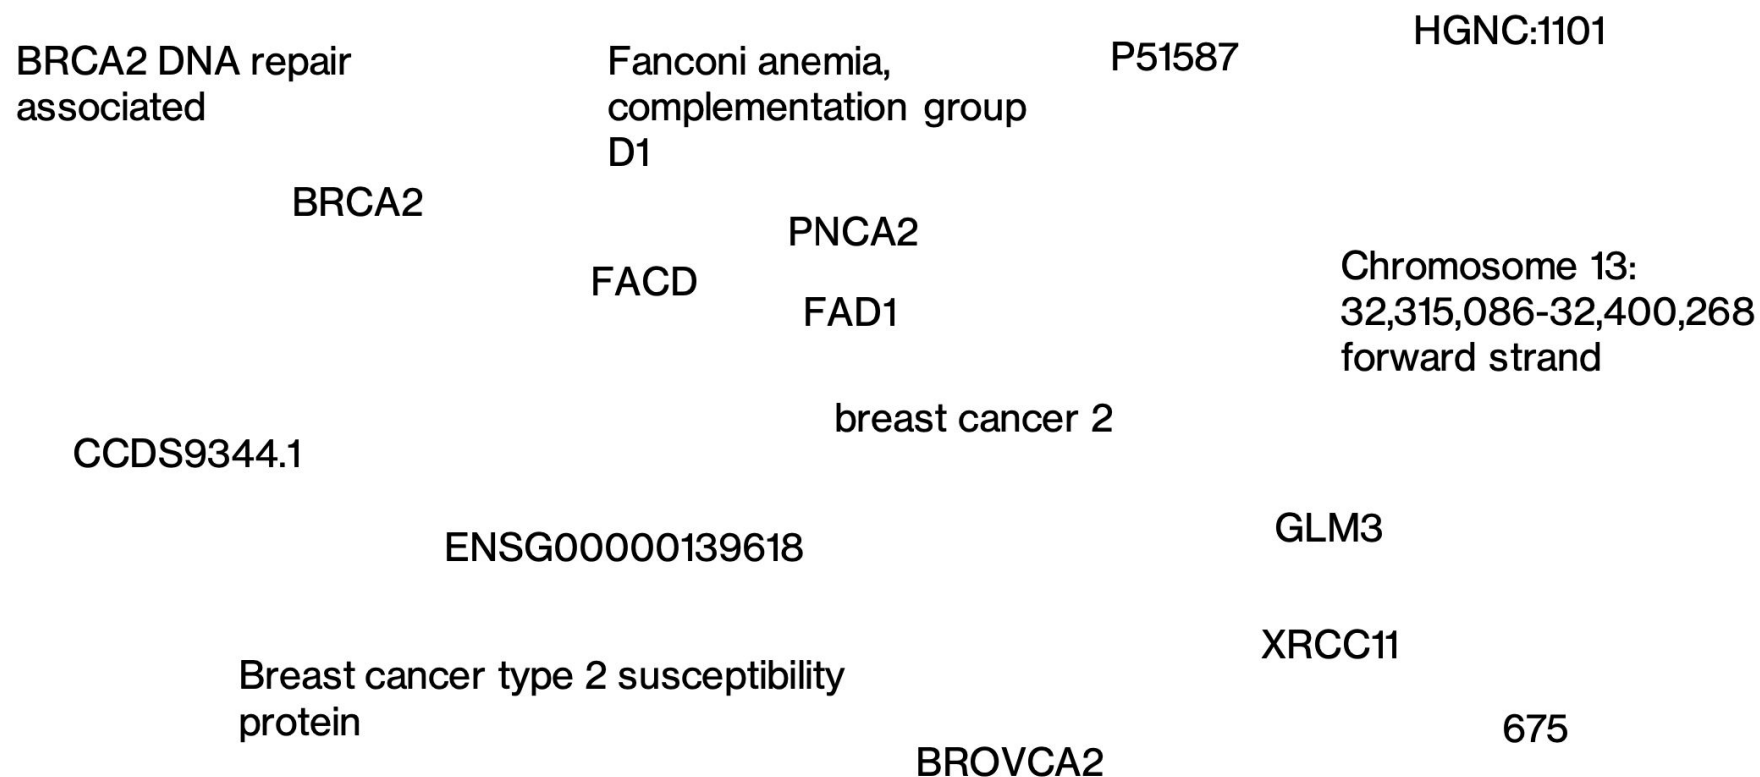 HGNC:1101
BRCA2 DNA repair
associated
Fanconi anemia,
complementation group
D1
P51587
BRCA2
PNCA2
FACD
FAD1
Chromosome 13:
32,315,086-32,400,268
forward strand
breast cancer 2
CCDS9344.1
ENSG00000139618
GLM3
XRCC11
Breast cancer type 2 susceptibility
protein
675
BROVCA2